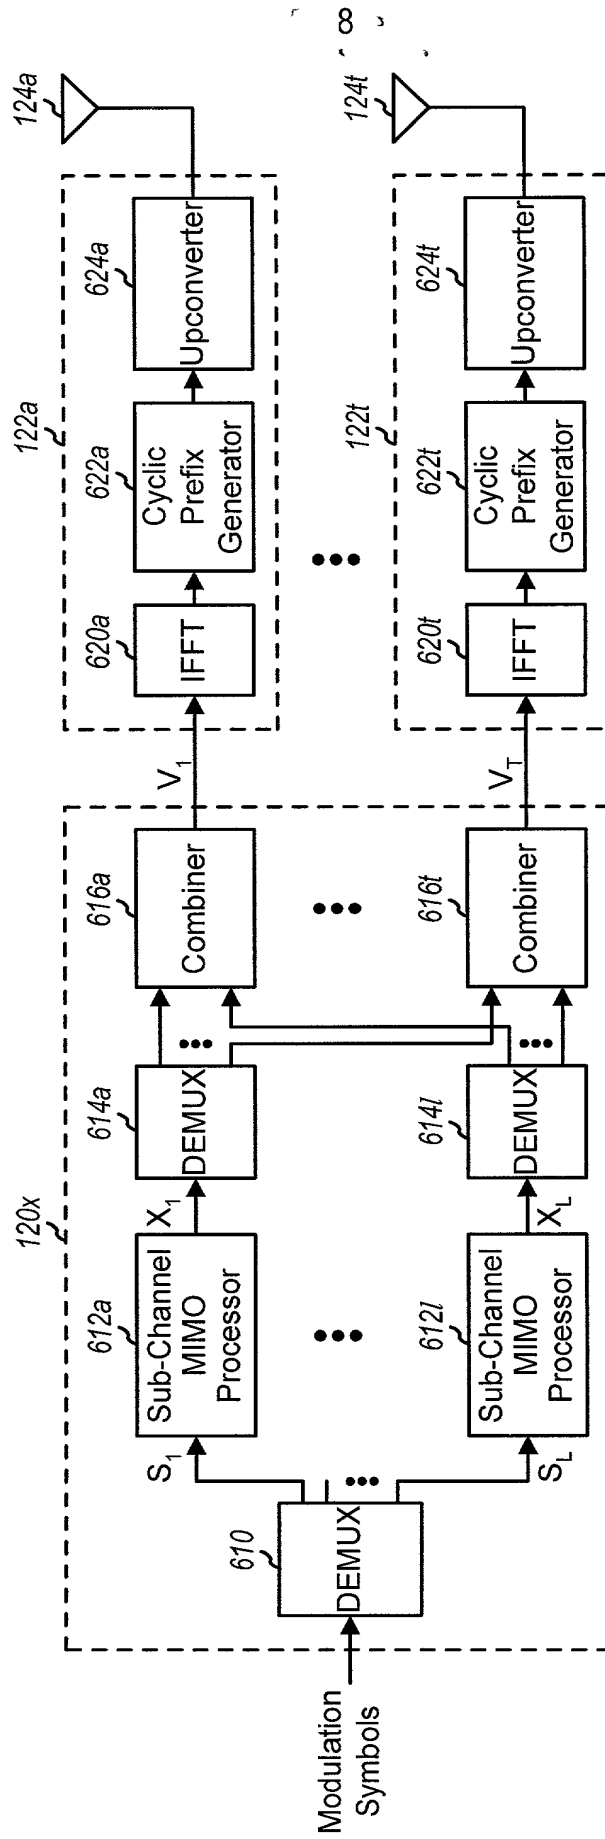 8
120x
122a
122t
124a
124t
Modulation
Symbols
610
DEMUX
S1
SL
612a
Sub-Channel
MIMO
Processor
612l
Sub-Channel
MIMO
Processor
X1
XL
614a
DEMUX
614l
DEMUX
616a
Combiner
616t
Combiner
V1
VT
620a
IFFT
622a
Cyclic
Prefix
Generator
624a
Upconverter
620t
IFFT
622t
Cyclic
Prefix
Generator
624t
Upconverter